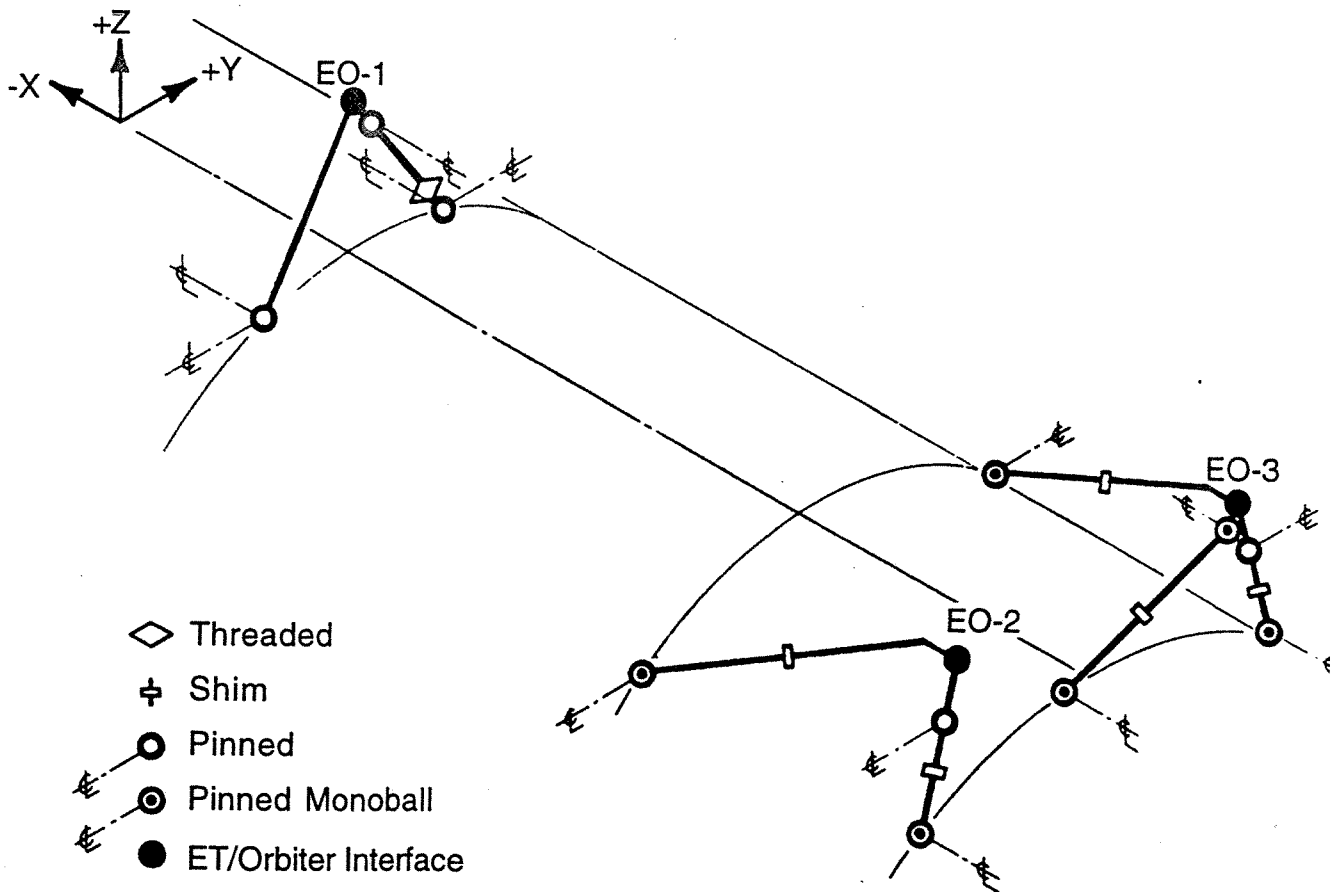 +Z
-X
+Y
EO-1
EO-3
EO-2
Threaded
Shim
Pinned
Pinned Monoball
ET/Orbiter Interface